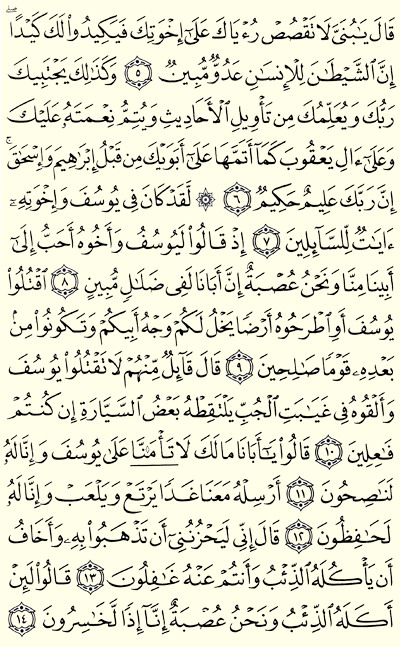 قَالَ يَٰبُنَىَّ لَا تَقْصُصْ رُءْيَاكَ عَلَىٰٓ إِخْوَتِكَ فَيَكِيدُوا۟ لَكَ كَيْدًا
إِنَّ ٱلشَّيْطَٰنَ لِلْإِنسَٰنِ عَدُوٌّ مُّبِينٌ ٥ وَكَذَٰلِكَ يَجْتَبِيكَ
رَبُّكَ وَيُعَلِّمُكَ مِن تَأْوِيلِ ٱلْأَحَادِيثِ وَيُتِمُّ نِعْمَتَهُۥ عَلَيْكَ
وَعَلَىٰٓ ءَالِ يَعْقُوبَ كَمَآ أَتَمَّهَا عَلَىٰٓ أَبَوَيْكَ مِن قَبْلُ إِبْرَٰهِيمَ وَإِسْحَٰقَ ۚ
إِنَّ رَبَّكَ عَلِيمٌ حَكِيمٌ ٦ ۞ لَّقَدْ كَانَ فِى يُوسُفَ وَإِخْوَتِهِۦٓ
ءَايَٰتٌ لِّلسَّآئِلِينَ ٧ إِذْ قَالُوا۟ لَيُوسُفُ وَأَخُوهُ أَحَبُّ إِلَىٰٓ
أَبِينَا مِنَّا وَنَحْنُ عُصْبَةٌ إِنَّ أَبَانَا لَفِى ضَلَٰلٍ مُّبِينٍ ٨ ٱقْتُلُوا۟
يُوسُفَ أَوِ ٱطْرَحُوهُ أَرْضًا يَخْلُ لَكُمْ وَجْهُ أَبِيكُمْ وَتَكُونُوا۟ مِنۢ
بَعْدِهِۦ قَوْمًا صَٰلِحِينَ ٩ قَالَ قَآئِلٌ مِّنْهُمْ لَا تَقْتُلُوا۟ يُوسُفَ
وَأَلْقُوهُ فِى غَيَٰبَتِ ٱلْجُبِّ يَلْتَقِطْهُ بَعْضُ ٱلسَّيَّارَةِ إِن كُنتُمْ
فَٰعِلِينَ ١٠ قَالُوا۟ يَٰٓأَبَانَا مَا لَكَ لَا تَأْمَ۫نَّا عَلَىٰ يُوسُفَ وَإِنَّا لَهُۥ
لَنَٰصِحُونَ ١١ أَرْسِلْهُ مَعَنَا غَدًا يَرْتَعْ وَيَلْعَبْ وَإِنَّا لَهُۥ
لَحَٰفِظُونَ ١٢ قَالَ إِنِّى لَيَحْزُنُنِىٓ أَن تَذْهَبُوا۟ بِهِۦ وَأَخَافُ
أَن يَأْكُلَهُ ٱلذِّئْبُ وَأَنتُمْ عَنْهُ غَٰفِلُونَ ١٣ قَالُوا۟ لَئِنْ
أَكَلَهُ ٱلذِّئْبُ وَنَحْنُ عُصْبَةٌ إِنَّآ إِذًا لَّخَٰسِرُونَ ١٤